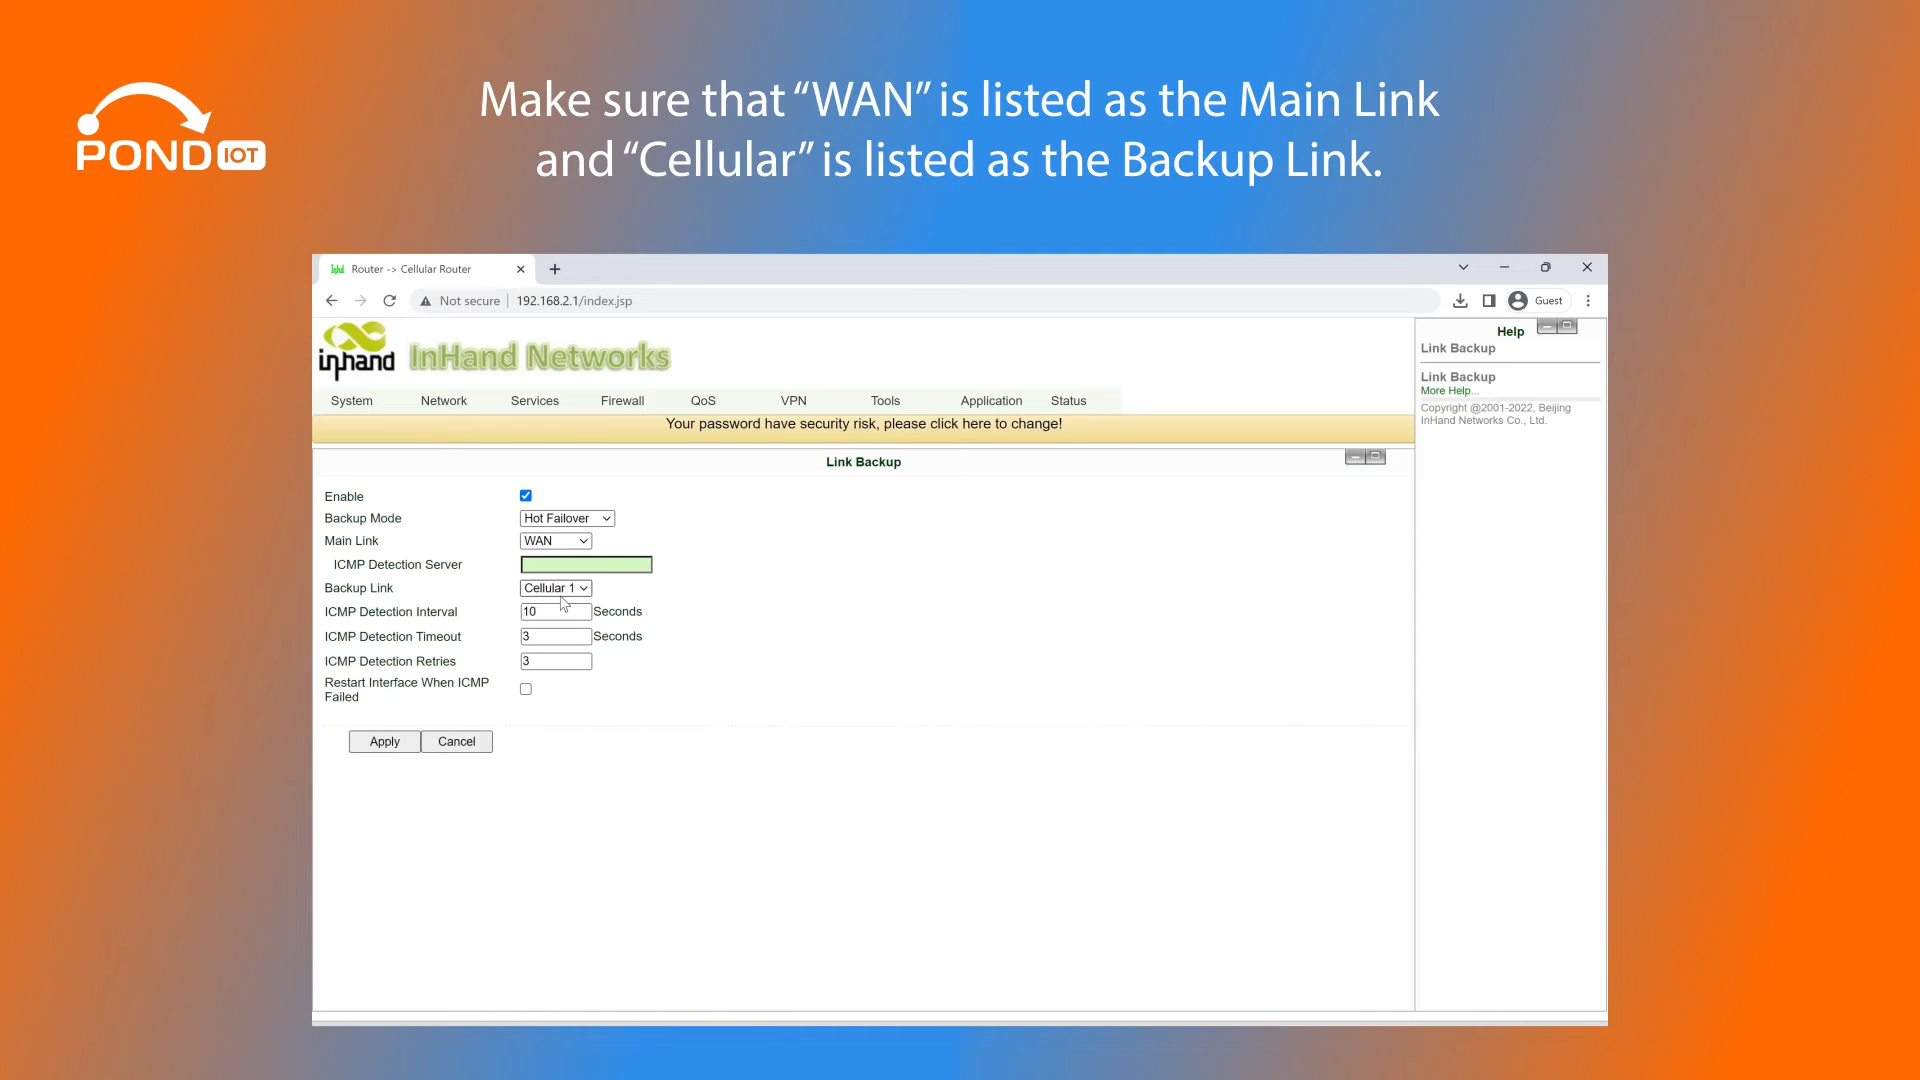 POND IOT
Make sure that “WAN” is listed as the Main Link
and “Cellular” is listed as the Backup Link.
Router -> Cellular Router
Not secure
192.168.2.1/index.jsp
Guest
inhand
InHand Networks
System
Network
Services
Firewall
QoS
VPN
Tools
Application
Status
Your password have security risk, please click here to change!
Link Backup
Enable
Backup Mode
Hot Failover
Main Link
WAN
ICMP Detection Server
Backup Link
Cellular 1
ICMP Detection Interval
10
Seconds
ICMP Detection Timeout
3
Seconds
ICMP Detection Retries
3
Restart Interface When ICMP
Failed
Apply
Cancel
Help
Link Backup
Link Backup
More Help...
Copyright @2001-2022, Beijing
InHand Networks Co., Ltd.